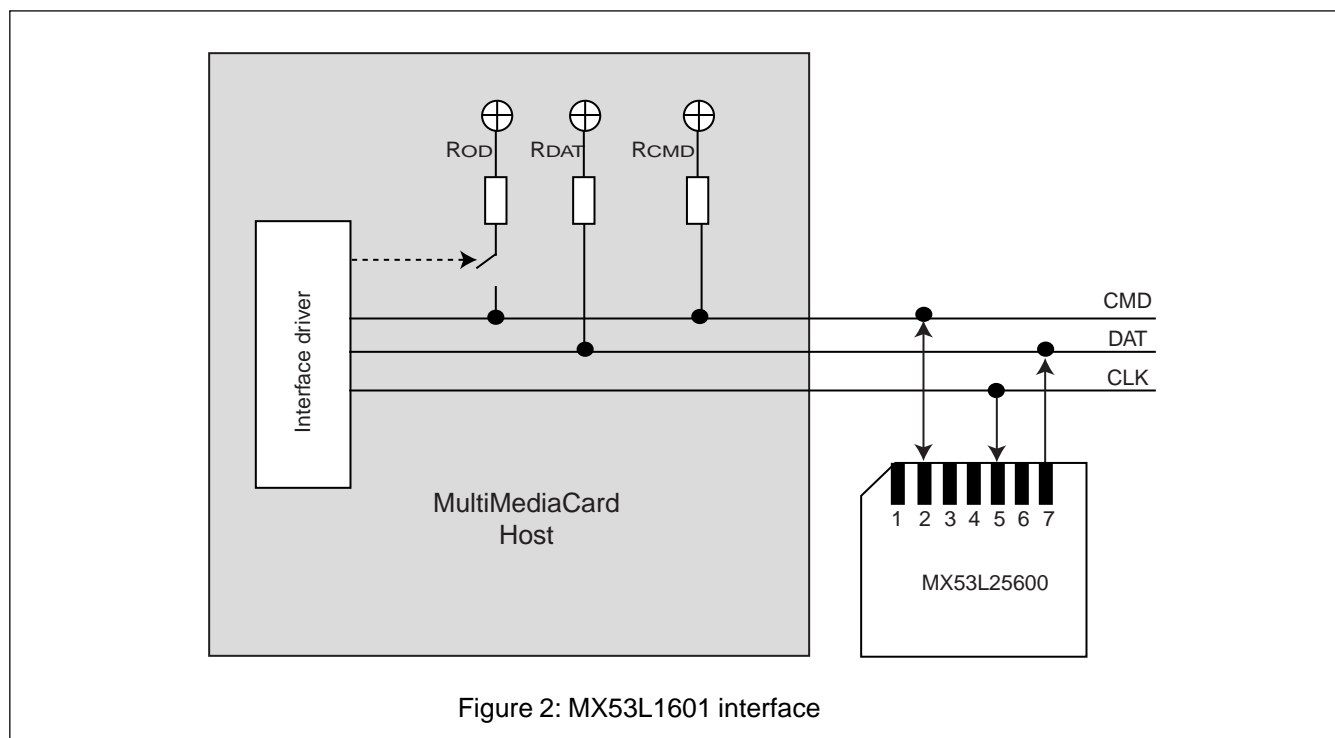 ROD RDAT RCMD
Interface driver
CMD
DAT
CLK
MultiMediaCard
Host
1 2 3 4 5 6 7
MX53L25600
Figure 2: MX53L1601 interface